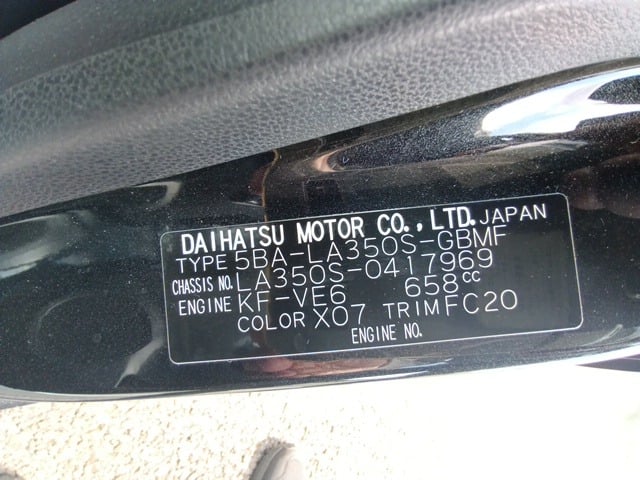 DAIHATSU MOTOR CO., LTD. JAPAN
TYPE 5BA-LA350S-GBMF
CHASSIS NO. LA350S-0417969
ENGINE KF-VE6 658cc
COLOR X07 TRIM FC20
ENGINE NO.